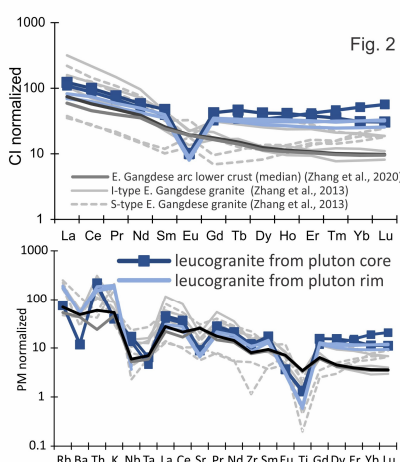 1000
Fig. 2
100
CI normalized
10
E. Gangdese arc lower crust (median) (Zhang et al., 2020)
I-type E. Gangdese granite (Zhang et al., 2013)
S-type E. Gangdese granite (Zhang et al., 2013)
1
La Ce Pr Nd Sm Eu Gd Tb Dy Ho Er Tm Yb Lu
1000
leucogranite from pluton core
leucogranite from pluton rim
100
PM normalized
10
1
0.1
Rb Ba Th K Nb Ta La Ce Sr Pr Nd Zr Sm Eu Ti Gd Dy Er Yb Lu